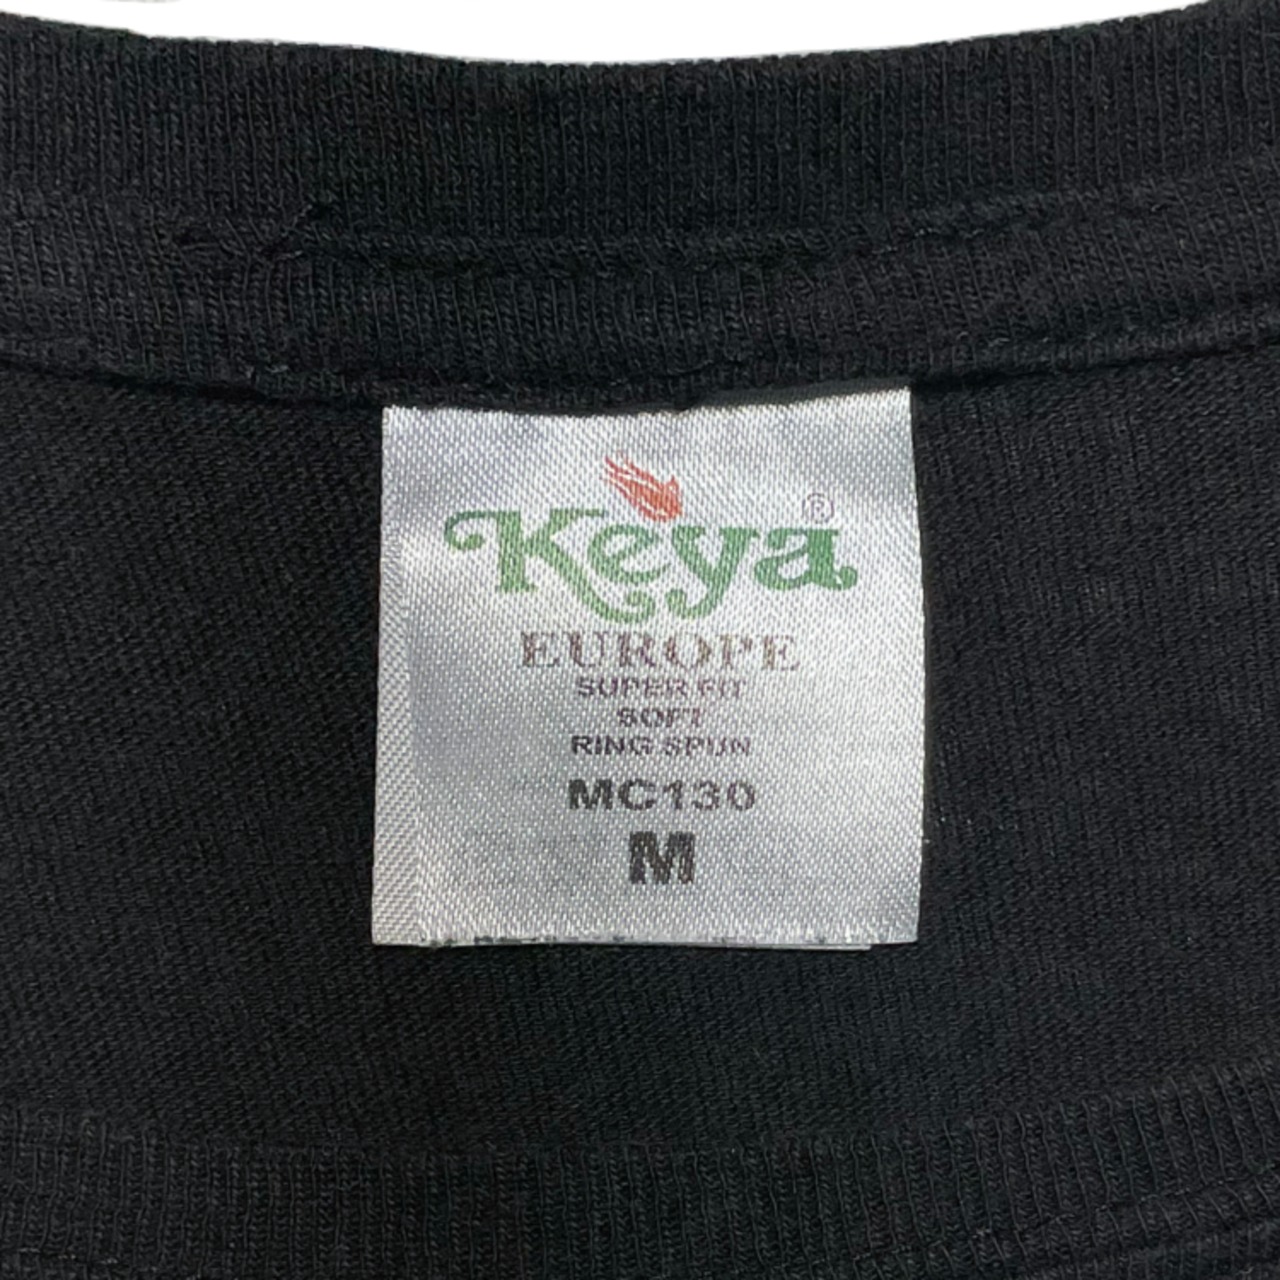 Keya®
EUROPE
SUPER FIT
SOFT
RING SPUN
MC130
M